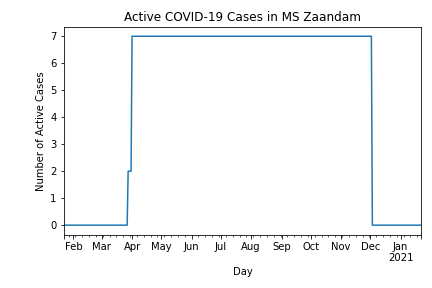 Active COVID-19 Cases in MS Zaandam
Number of Active Cases
7
6
5
4
3
2
1
0
Feb Mar Apr May Jun Jul Aug Sep Oct Nov Dec Jan
2021
Day